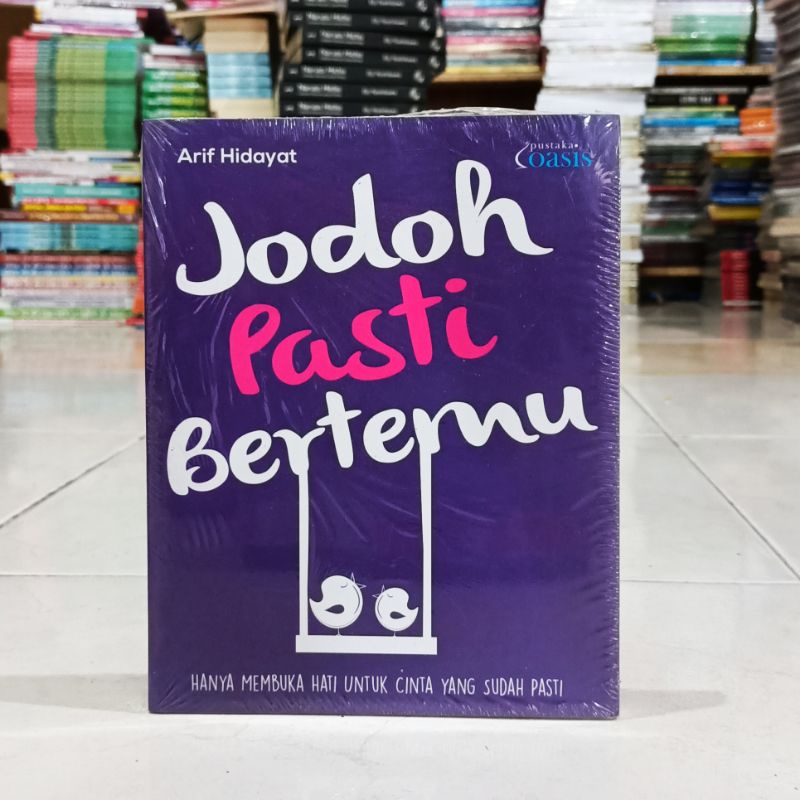 Arif Hidayat
pustaka
oasis
Jodoh
Pasti
Bertemu
HANYA MEMBUKA HATI UNTUK CINTA YANG SUDAH PASTI